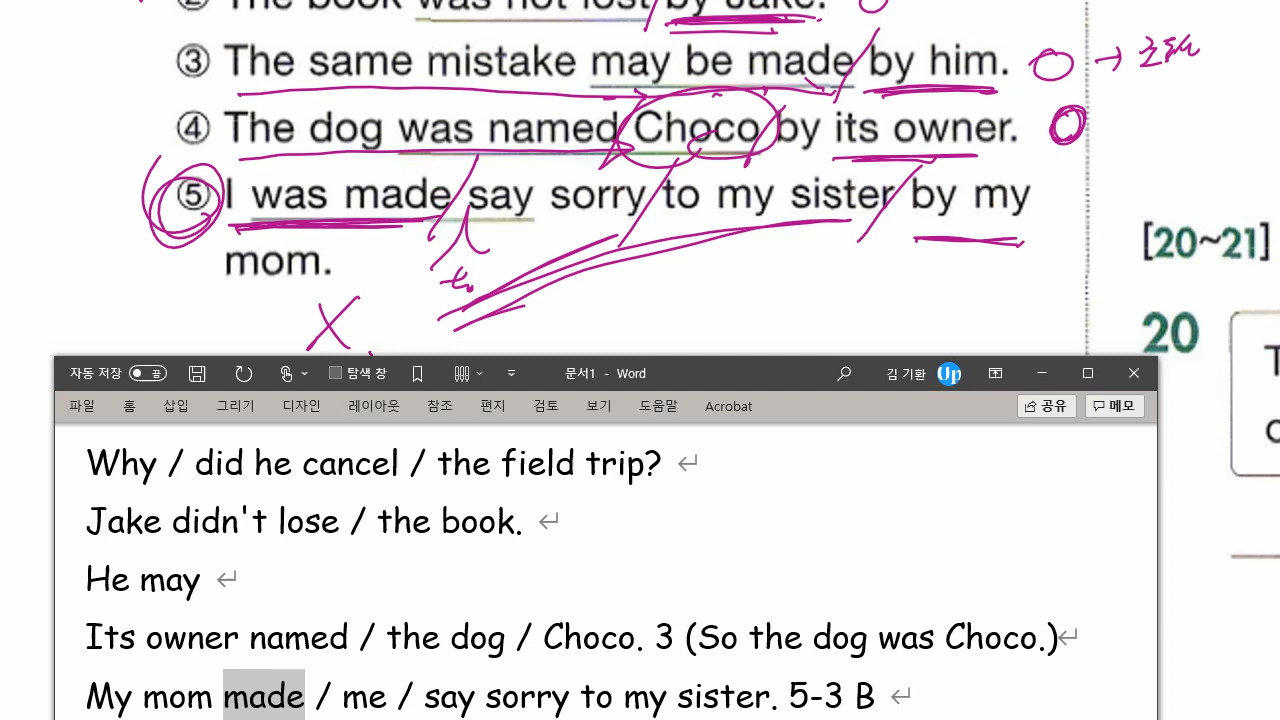 ② The book was not lost by Jake.
③ The same mistake may be made by him.
④ The dog was named Choco by its owner.
⑤ I was made say sorry to my sister by my
mom.
to
X
[20~21]
20
자동 저장 끔 탐색 창 문서1 - Word 김 기환
파일 홈 삽입 그리기 디자인 레이아웃 참조 편지 검토 보기 도움말 Acrobat 공유 메모
Why / did he cancel / the field trip?
Jake didn't lose / the book.
He may
Its owner named / the dog / Choco. 3 (So the dog was Choco.)
My mom made / me / say sorry to my sister. 5-3 B